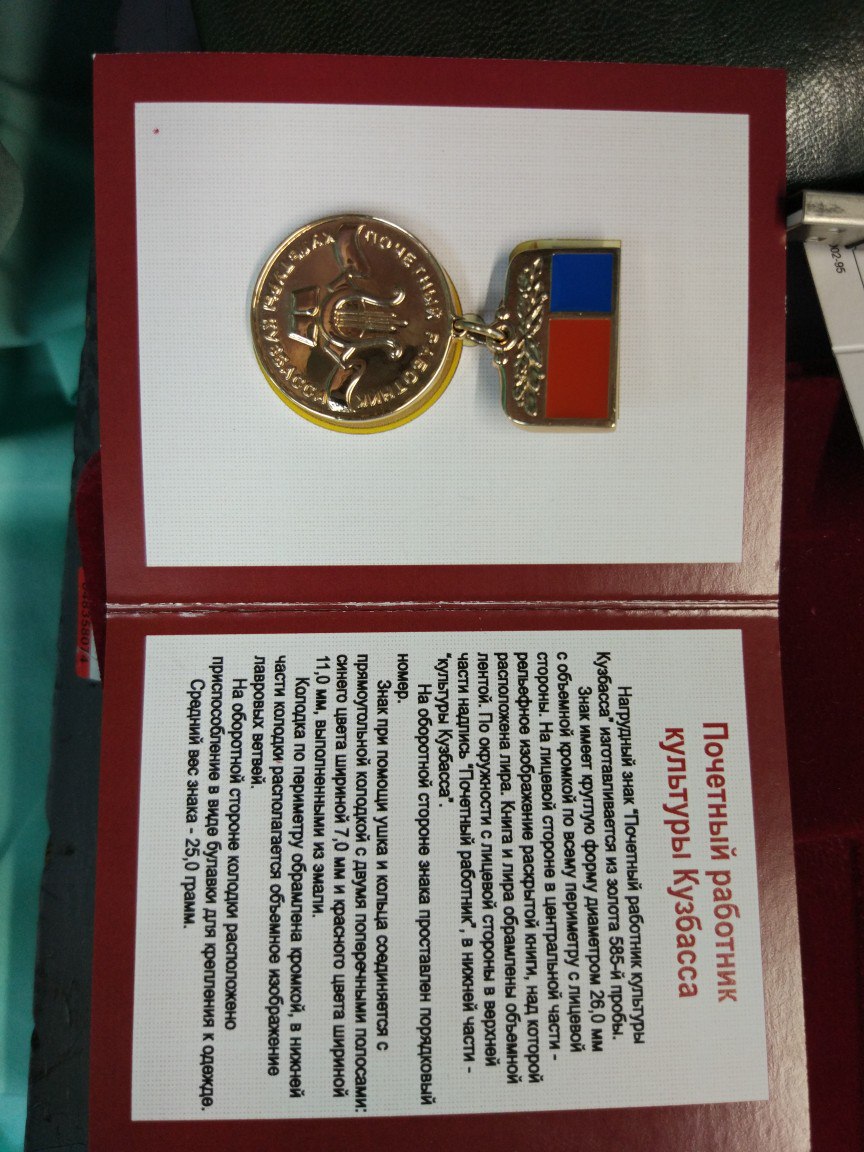 ПОЧЕТНЫЙ РАБОТНИК
КУЛЬТУРЫ КУЗБАССА
Почетный работник
культуры Кузбасса
Нагрудный знак "Почетный работник культуры
Кузбасса" изготавливается из золота 585-й пробы.
Знак имеет круглую форму диаметром 26,0 мм
с объемной кромкой по всему периметру с лицевой
стороны. На лицевой стороне в центральной части -
рельефное изображение раскрытой книги, над которой
расположена лира. Книга и лира обрамлены объемной
лентой. По окружности с лицевой стороны в верхней
части надпись "Почетный работник", в нижней части -
"культуры Кузбасса".
На оборотной стороне знака проставлен порядковый
номер.
Знак при помощи ушка и кольца соединяется с
прямоугольной колодкой с двумя поперечными полосами:
синего цвета шириной 7,0 мм и красного цвета шириной
11,0 мм, выполненными из эмали.
Колодка по периметру обрамлена кромкой, в нижней
части колодки располагается объемное изображение
лавровых ветвей.
На оборотной стороне колодки расположено
приспособление в виде булавки для крепления к одежде.
Средний вес знака - 25,0 грамм.